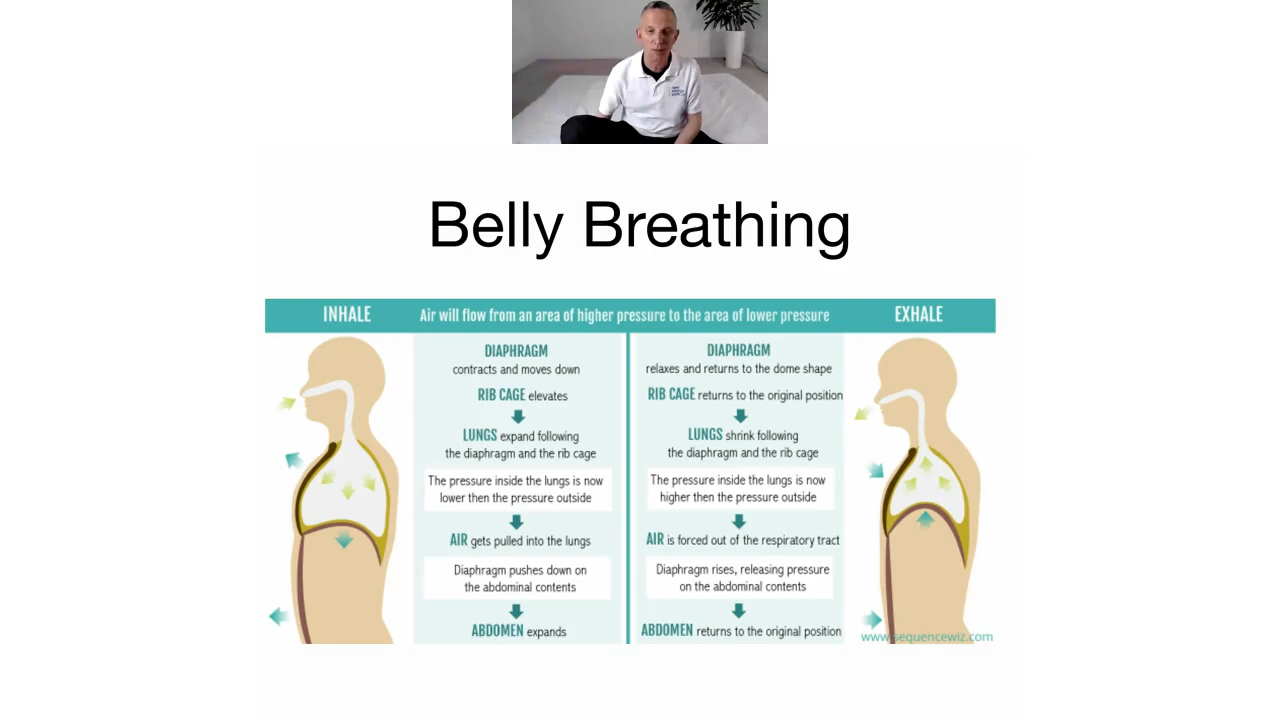 Belly Breathing
INHALE
Air will flow from an area of higher pressure to the area of lower pressure
EXHALE
DIAPHRAGM
contracts and moves down
RIB CAGE elevates
LUNGS expand following
the diaphragm and the rib cage
The pressure inside the lungs is now
lower then the pressure outside
AIR gets pulled into the lungs
Diaphragm pushes down on
the abdominal contents
ABDOMEN expands
DIAPHRAGM
relaxes and returns to the dome shape
RIB CAGE returns to the original position
LUNGS shrink following
the diaphragm and the rib cage
The pressure inside the lungs is now
higher then the pressure outside
AIR is forced out of the respiratory tract
Diaphragm rises, releasing pressure
on the abdominal contents
ABDOMEN returns to the original position
www.sequencewiz.com